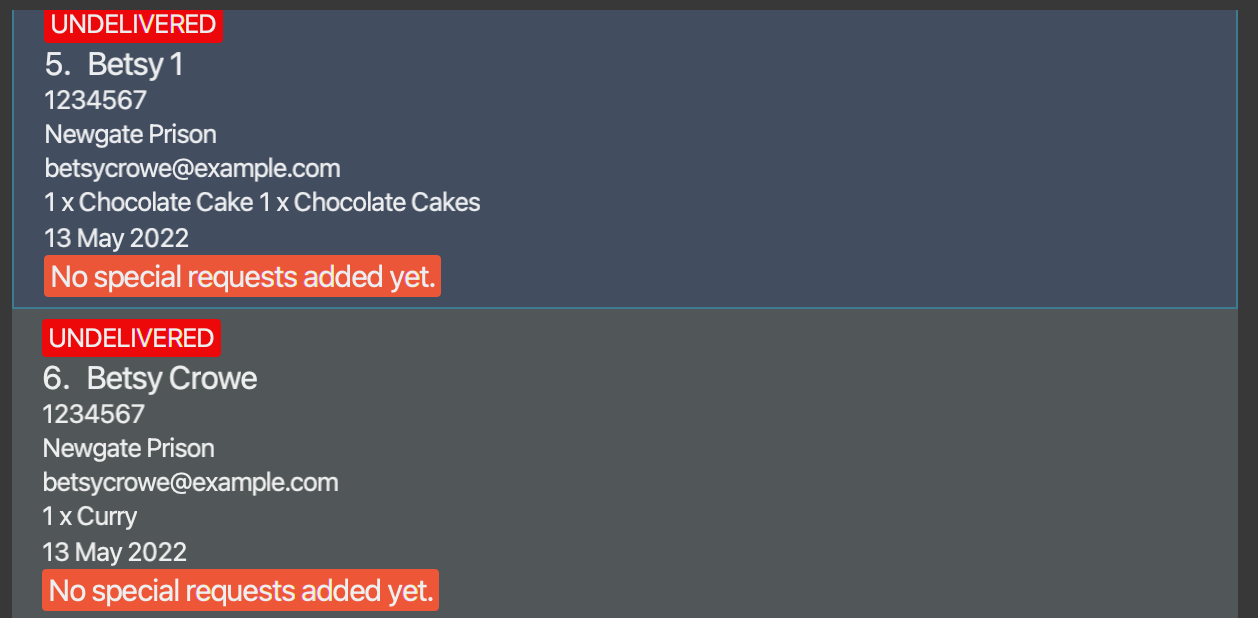 UNDELIVERED
5. Betsy 1
1234567
Newgate Prison
betsycrowe@example.com
1 x Chocolate Cake 1 x Chocolate Cakes
13 May 2022
No special requests added yet.
UNDELIVERED
6. Betsy Crowe
1234567
Newgate Prison
betsycrowe@example.com
1 x Curry
13 May 2022
No special requests added yet.